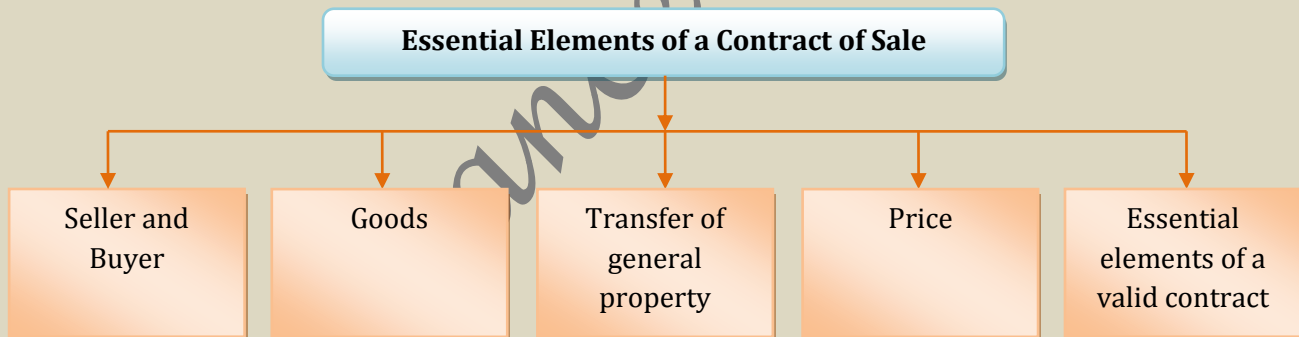 Essential Elements of a Contract of Sale
Seller and
Buyer
Goods
Transfer of
general
property
Price
Essential
elements of a
valid contract